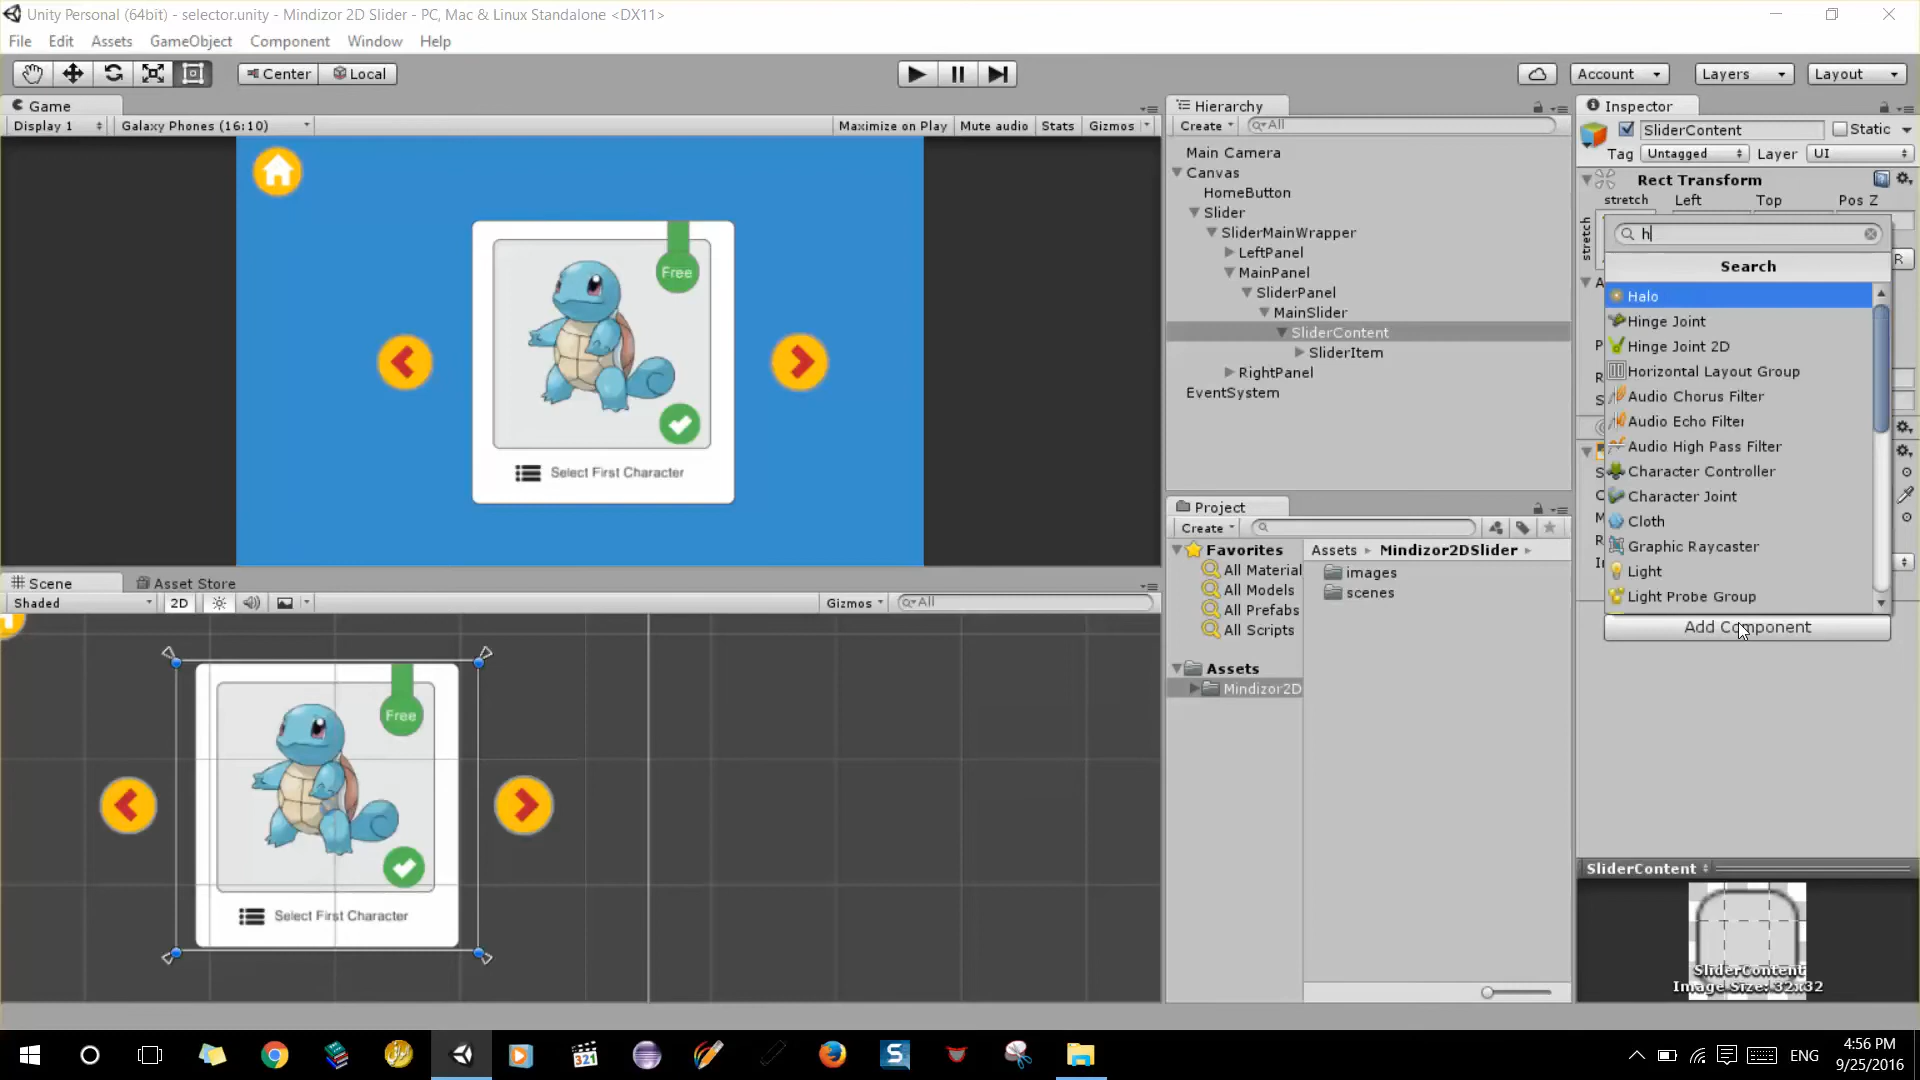 Unity Personal (64bit) - selector.unity - Mindizor 2D Slider - PC, Mac & Linux Standalone <DX11>
File Edit Assets GameObject Component Window Help
Center Local Account Layers Layout
Game
Display 1 Galaxy Phones (16:10) Maximize on Play Mute audio Stats Gizmos
Free
Select First Character
Scene Asset Store
Shaded 2D Gizmos All
Free
Select First Character
Hierarchy
Create All
Main Camera
Canvas
HomeButton
Slider
SliderMainWrapper
LeftPanel
MainPanel
SliderPanel
MainSlider
SliderContent
SliderItem
RightPanel
EventSystem
Project
Create
Favorites
All Material
All Models
All Prefabs
All Scripts
Assets
Mindizor2D
Assets Mindizor2DSlider
images
scenes
Inspector
SliderContent Static
Tag Untagged Layer UI
Rect Transform
stretch Left Top Pos Z
stretch
R
h
Search
Halo
Hinge Joint
Hinge Joint 2D
Horizontal Layout Group
Audio Chorus Filter
Audio Echo Filter
Audio High Pass Filter
Character Controller
Character Joint
Cloth
Graphic Raycaster
Light
Light Probe Group
Add Component
SliderContent
SliderContent
Image Size: 32x32
321
S
ENG
4:56 PM
9/25/2016